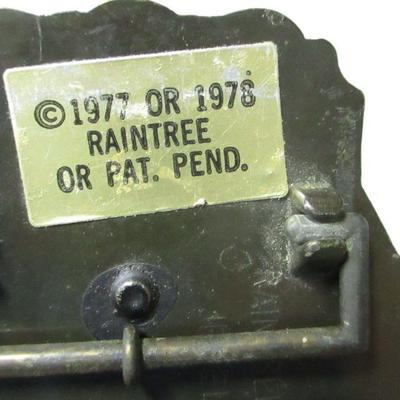 ©1977 OR 1978
RAINTREE
OR PAT. PEND.